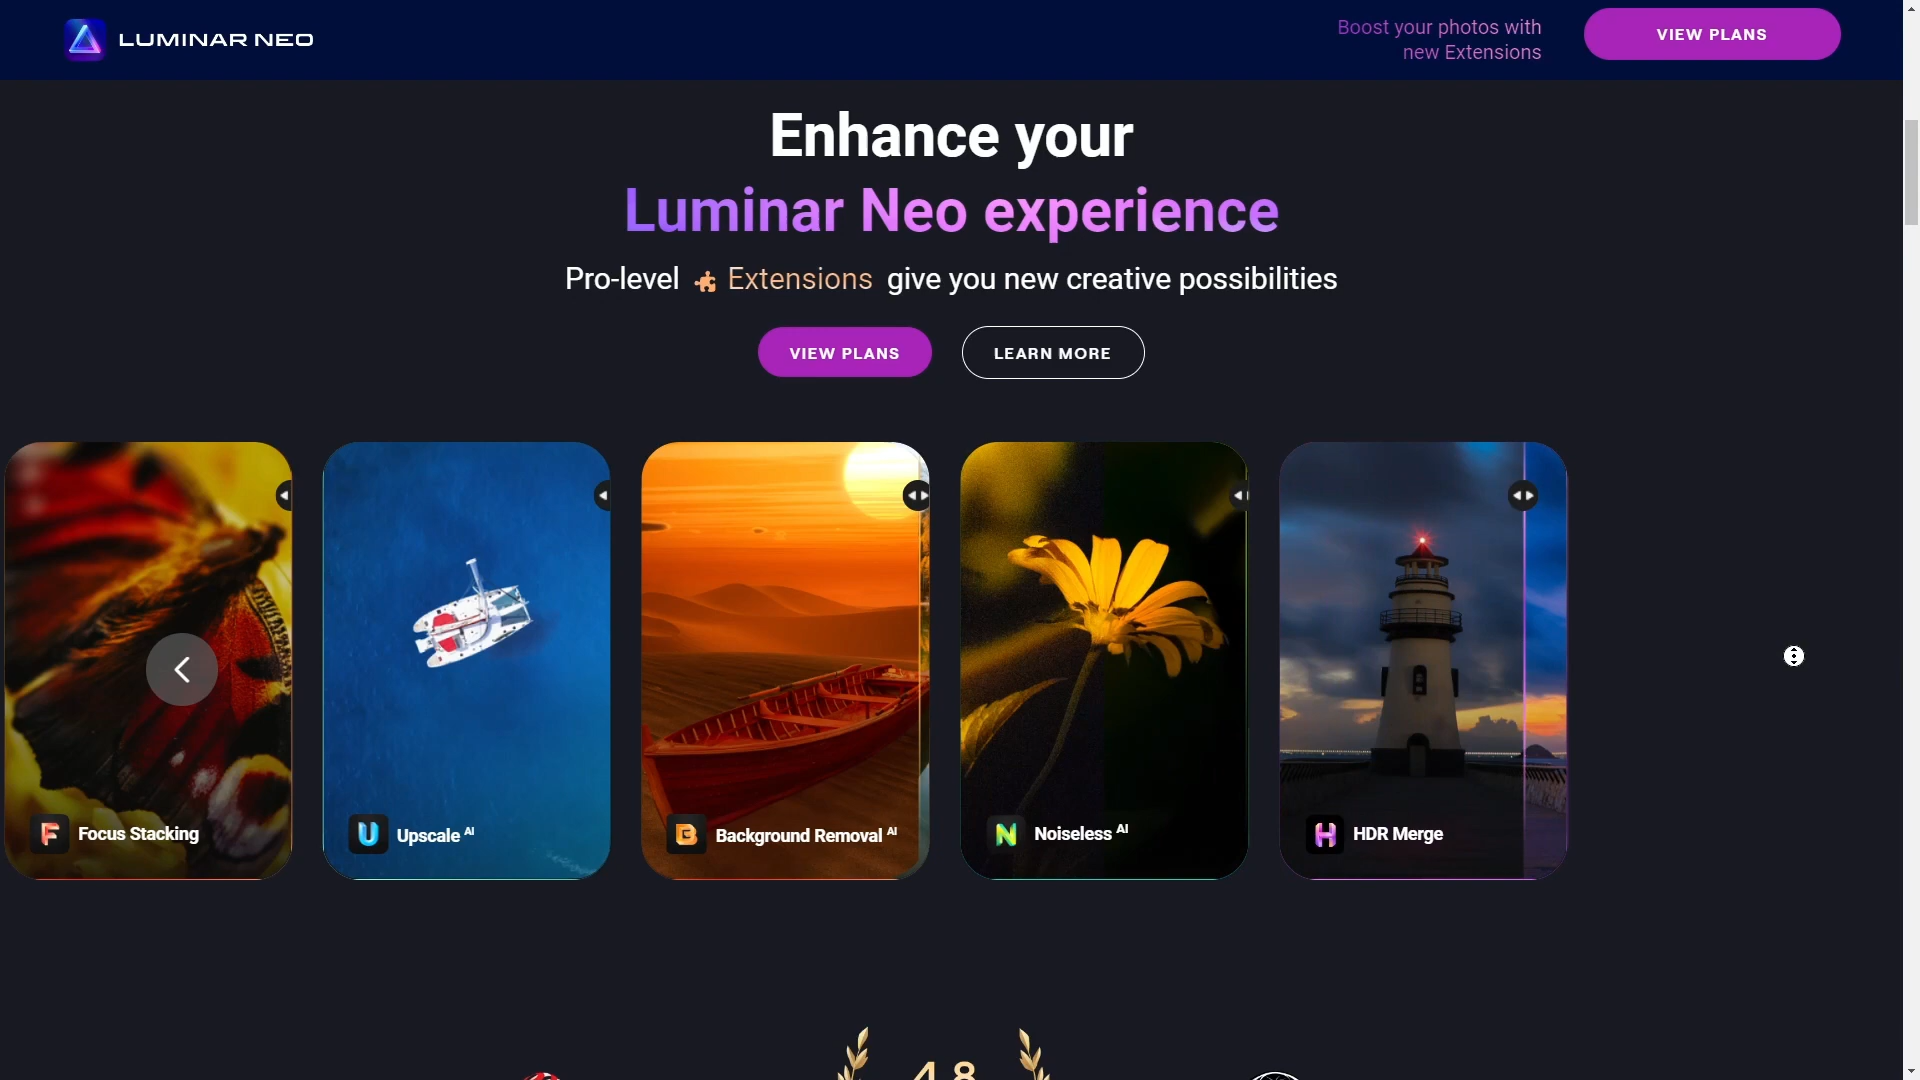 LUMINAR NEO
Boost your photos with
new Extensions
VIEW PLANS
Enhance your
Luminar Neo experience
Pro-level Extensions give you new creative possibilities
VIEW PLANS
LEARN MORE
F Focus Stacking
U Upscale AI
B Background Removal AI
N Noiseless AI
H HDR Merge
4.8